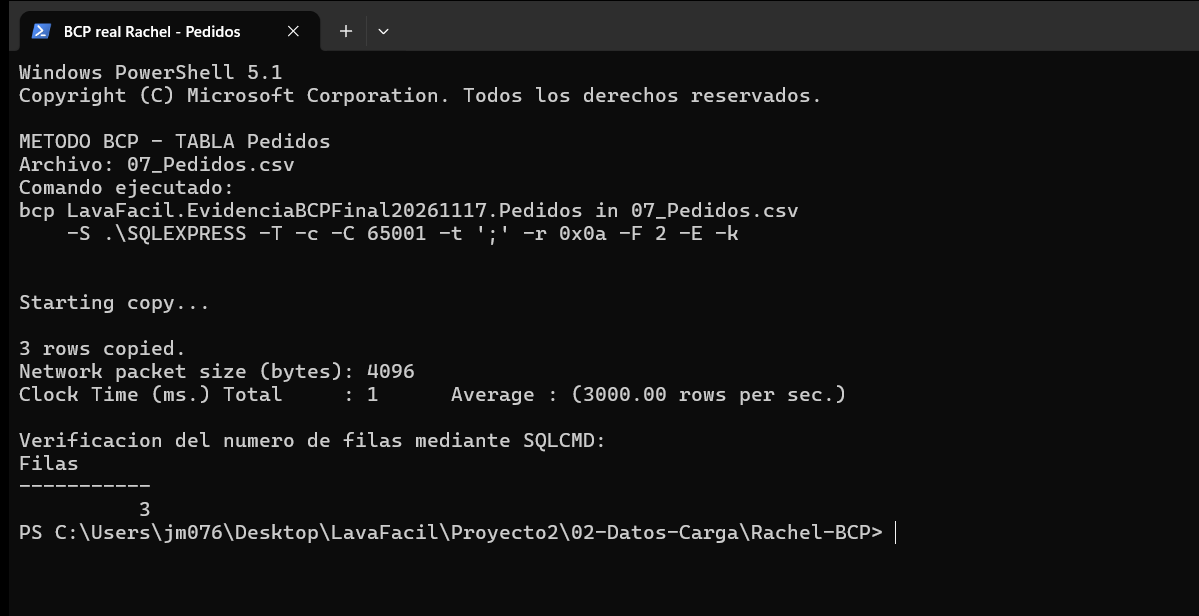 BCP real Rachel - Pedidos
Windows PowerShell 5.1
Copyright (C) Microsoft Corporation. Todos los derechos reservados.
METODO BCP - TABLA Pedidos
Archivo: 07_Pedidos.csv
Comando ejecutado:
bcp LavaFacil.EvidenciaBCPFinal20261117.Pedidos in 07_Pedidos.csv
-S .\SQLEXPRESS -T -c -C 65001 -t ';' -r 0x0a -F 2 -E -k
Starting copy...
3 rows copied.
Network packet size (bytes): 4096
Clock Time (ms.) Total     : 1      Average : (3000.00 rows per sec.)
Verificacion del numero de filas mediante SQLCMD:
Filas
-----------
3
PS C:\Users\jm076\Desktop\LavaFacil\Proyecto2\02-Datos-Carga\Rachel-BCP>